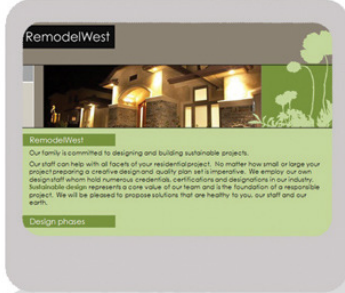 RemodelWest
RemodelWest
Our family is committed to designing and building sustainable projects.
Our staff can help with all facets of your residential project. No matter how small or large your
project preparing a creative design and quality plan set is imperative. We employ our own
design staff whom hold numerous credentials, certifications and designations in our industry.
Sustainable design represents a core value of our team and is the foundation of a responsible
project. We will be pleased to propose solutions that are healthy to you, our staff and our
earth.
Design phases